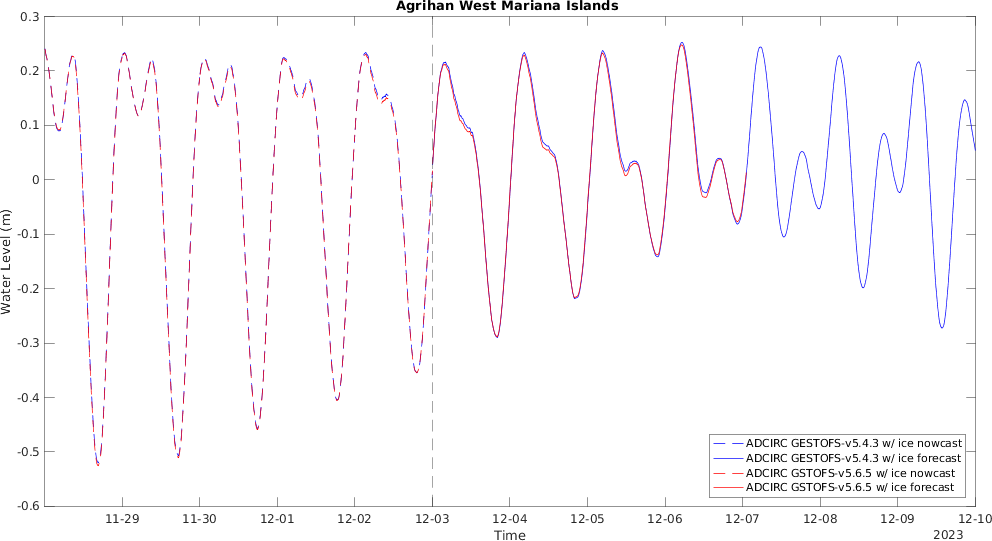 Agrihan West Mariana Islands
0.3
0.2
0.1
0
-0.1
-0.2
-0.3
-0.4
-0.5
-0.6
Water Level (m)
11-29 11-30 12-01 12-02 12-03 12-04 12-05 12-06 12-07 12-08 12-09 12-10
Time
2023
ADCIRC GESTOFS-v5.4.3 w/ ice nowcast
ADCIRC GESTOFS-v5.4.3 w/ ice forecast
ADCIRC GSTOFS-v5.6.5 w/ ice nowcast
ADCIRC GSTOFS-v5.6.5 w/ ice forecast